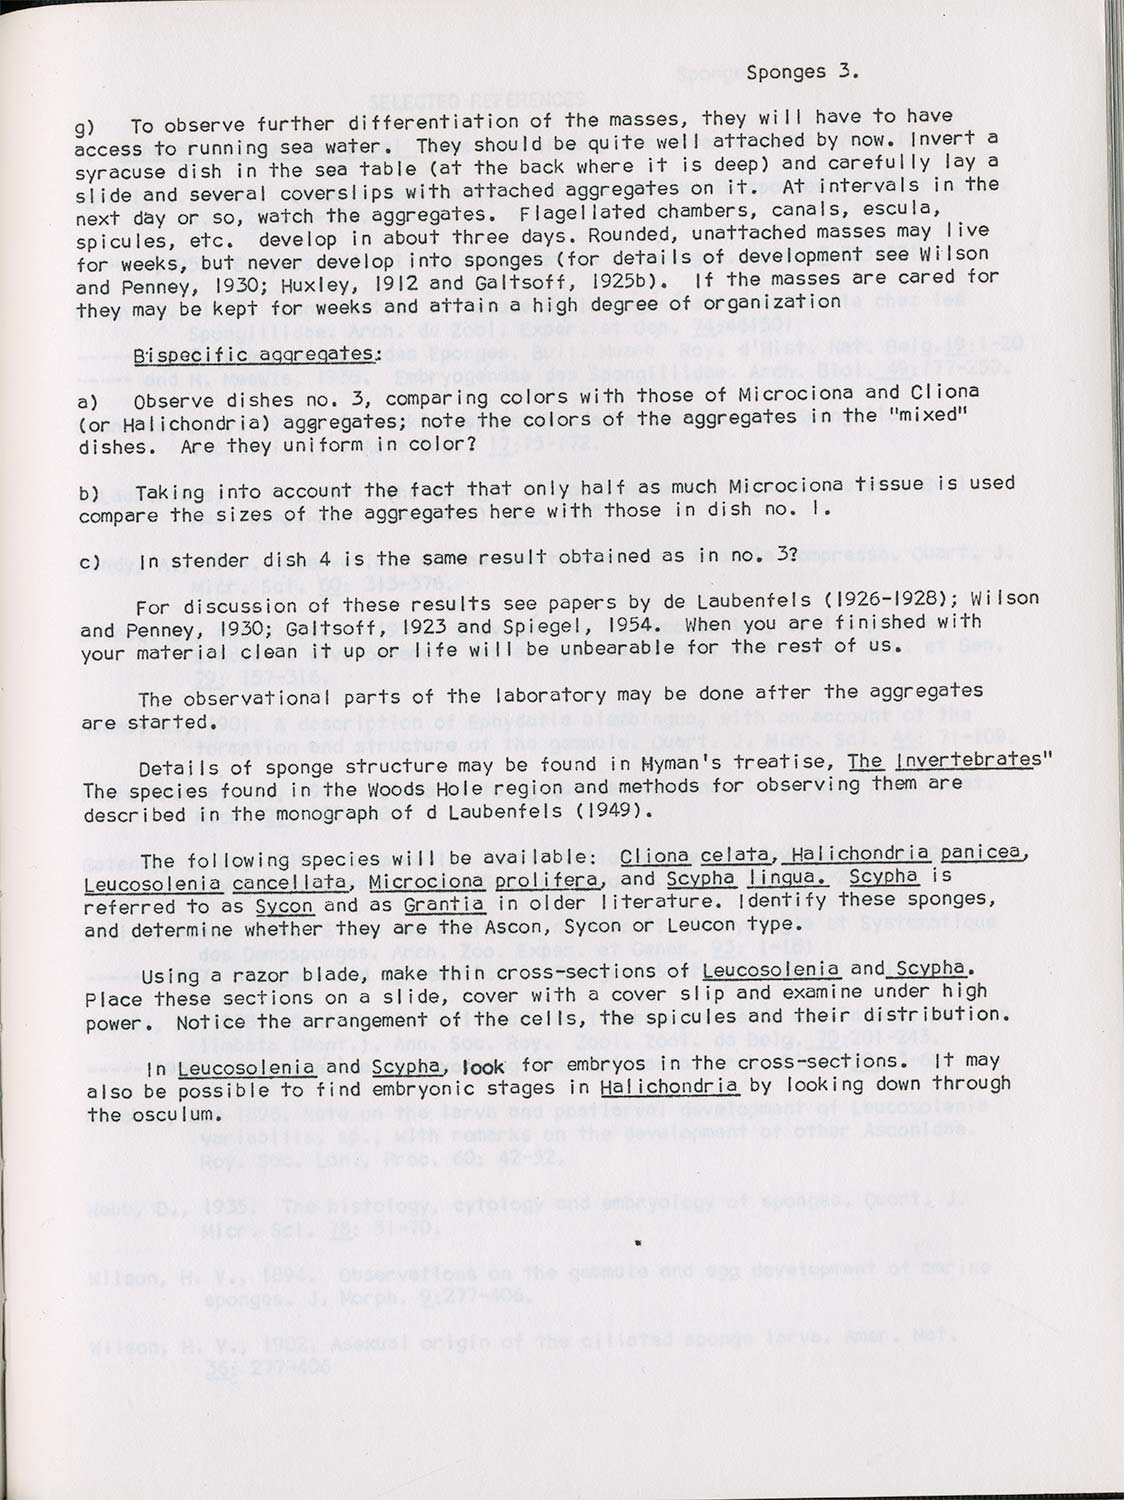 Sponges 3.
g) To observe further differentiation of the masses, they will have to have
access to running sea water. They should be quite well attached by now. Invert a
syracuse dish in the sea table (at the back where it is deep) and carefully lay a
slide and several coverslips with attached aggregates on it. At intervals in the
next day or so, watch the aggregates. Flagellated chambers, canals, escula,
spicules, etc. develop in about three days. Rounded, unattached masses may live
for weeks, but never develop into sponges (for details of development see Wilson
and Penney, 1930; Huxley, 1912 and Galtsoff, 1925b). If the masses are cared for
they may be kept for weeks and attain a high degree of organization
Bispecific aggregates:
a) Observe dishes no. 3, comparing colors with those of Microciona and Cliona
(or Halichondria) aggregates; note the colors of the aggregates in the "mixed"
dishes. Are they uniform in color?
b) Taking into account the fact that only half as much Microciona tissue is used
compare the sizes of the aggregates here with those in dish no. 1.
c) In stender dish 4 is the same result obtained as in no. 3?
For discussion of these results see papers by de Laubenfels (1926-1928); Wilson
and Penney, 1930; Galtsoff, 1923 and Spiegel, 1954. When you are finished with
your material clean it up or life will be unbearable for the rest of us.
The observational parts of the laboratory may be done after the aggregates
are started.
Details of sponge structure may be found in Hyman's treatise, The Invertebrates"
The species found in the Woods Hole region and methods for observing them are
described in the monograph of d Laubenfels (1949).
The following species will be available: Cliona celata, Halichondria panicea,
Leucosolenia cancellata, Microciona prolifera, and Scypha lingua. Scypha is
referred to as Sycon and as Grantia in older literature. Identify these sponges,
and determine whether they are the Ascon, Sycon or Leucon type.
Using a razor blade, make thin cross-sections of Leucosolenia and Scypha.
Place these sections on a slide, cover with a cover slip and examine under high
power. Notice the arrangement of the cells, the spicules and their distribution.
In Leucosolenia and Scypha, look for embryos in the cross-sections. It may
also be possible to find embryonic stages in Halichondria by looking down through
the osculum.